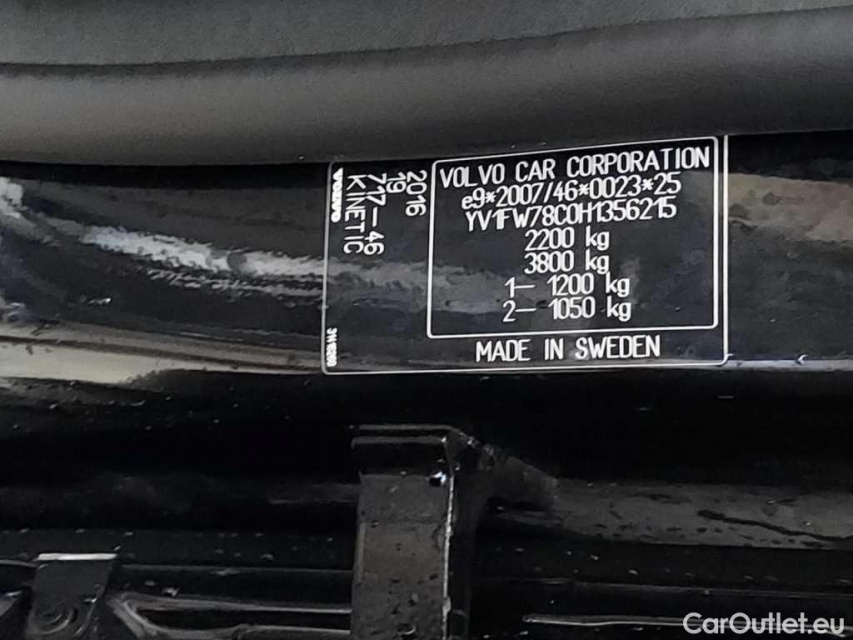 VOLVO CAR CORPORATION
e9*2007/46*0023*25
YV1FW78C0H1356215
2200 kg
3800 kg
1— 1200 kg
2— 1050 kg
MADE IN SWEDEN
2016
19
717—46
KINETIC
VOLVO
CarOutlet.eu